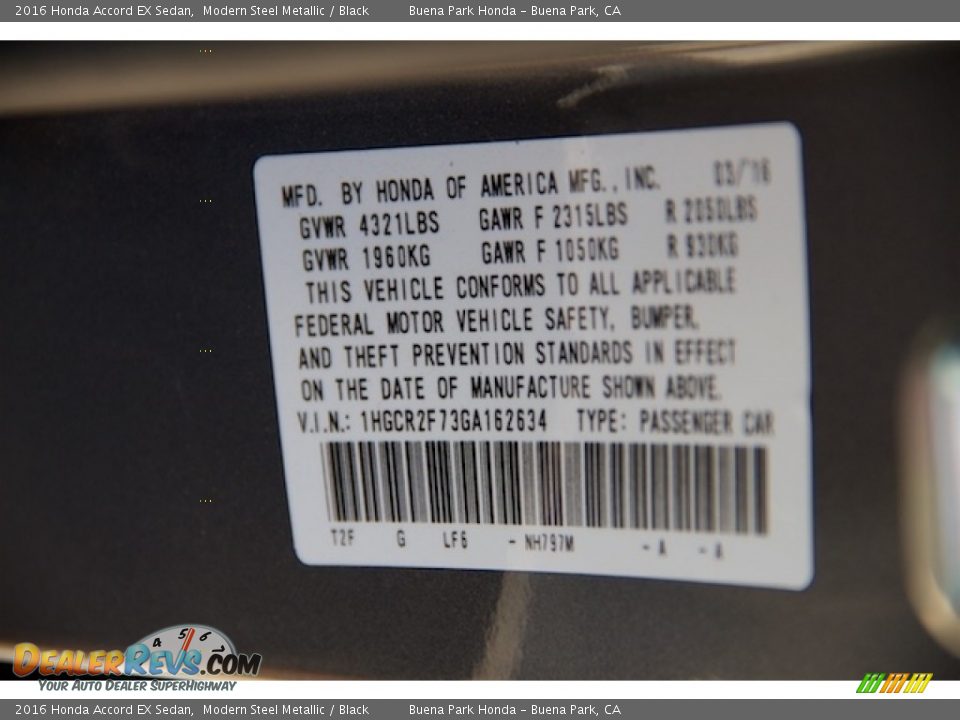 2016 Honda Accord EX Sedan, Modern Steel Metallic / Black Buena Park Honda – Buena Park, CA
MFD. BY HONDA OF AMERICA MFG., INC. 03/'16
GVWR 4321LBS GAWR F 2315LBS R 2050LBS
GVWR 1960KG GAWR F 1050KG R 930KG
THIS VEHICLE CONFORMS TO ALL APPLICABLE
FEDERAL MOTOR VEHICLE SAFETY, BUMPER,
AND THEFT PREVENTION STANDARDS IN EFFECT
ON THE DATE OF MANUFACTURE SHOWN ABOVE.
V.I.N.: 1HGCR2F73GA162634 TYPE: PASSENGER CAR
T2F G LF6 - NH797M - A - A
4 5 6 7
DEALERREVS.COM
YOUR AUTO DEALER SUPERHIGHWAY
2016 Honda Accord EX Sedan, Modern Steel Metallic / Black Buena Park Honda – Buena Park, CA